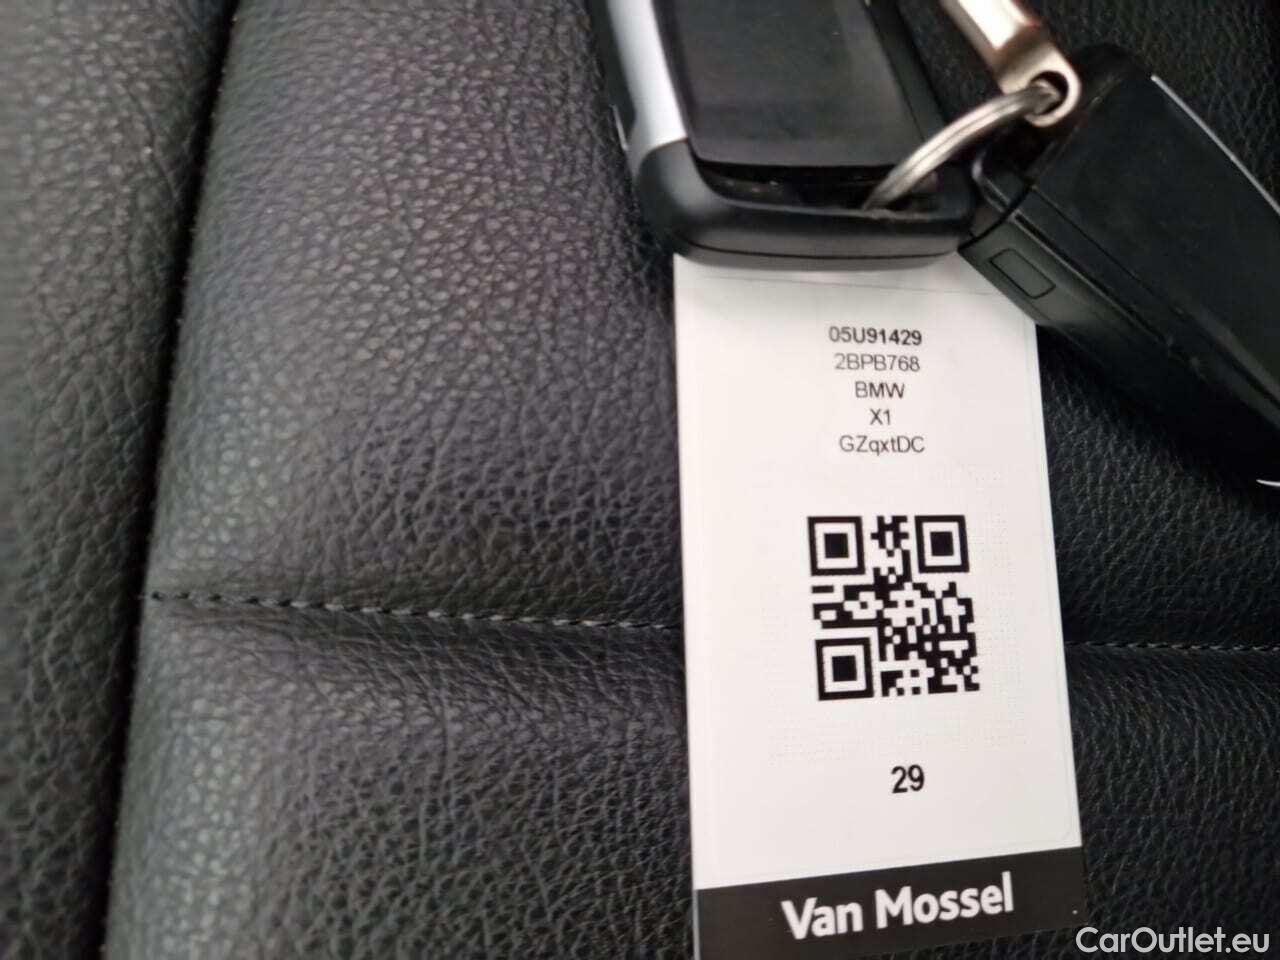 05U91429
2BPB768
BMW
X1
GZqxtDC
29
Van Mossel
CarOutlet.eu